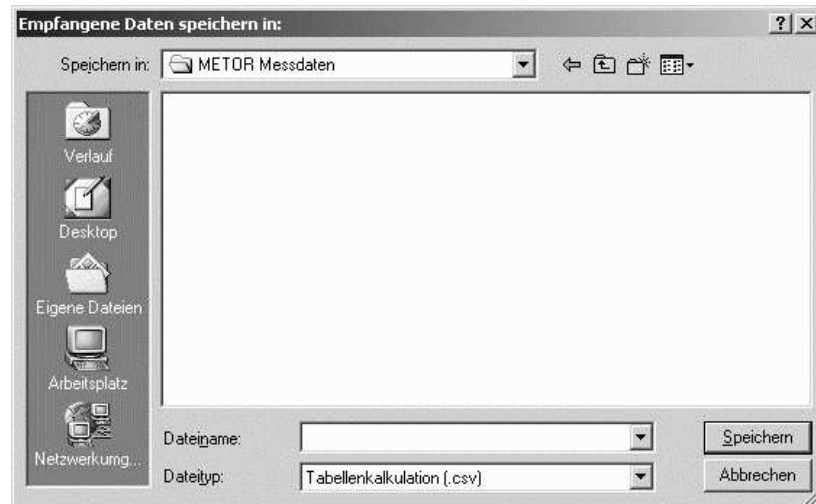 Empfangene Daten speichern in:
Speichern in: METOR Messdaten
Verlauf
Desktop
Eigene Dateien
Arbeitsplatz
Netzwerkumg...
Dateiname:
Speichern
Dateityp: Tabellenkalkulation (.csv)
Abbrechen